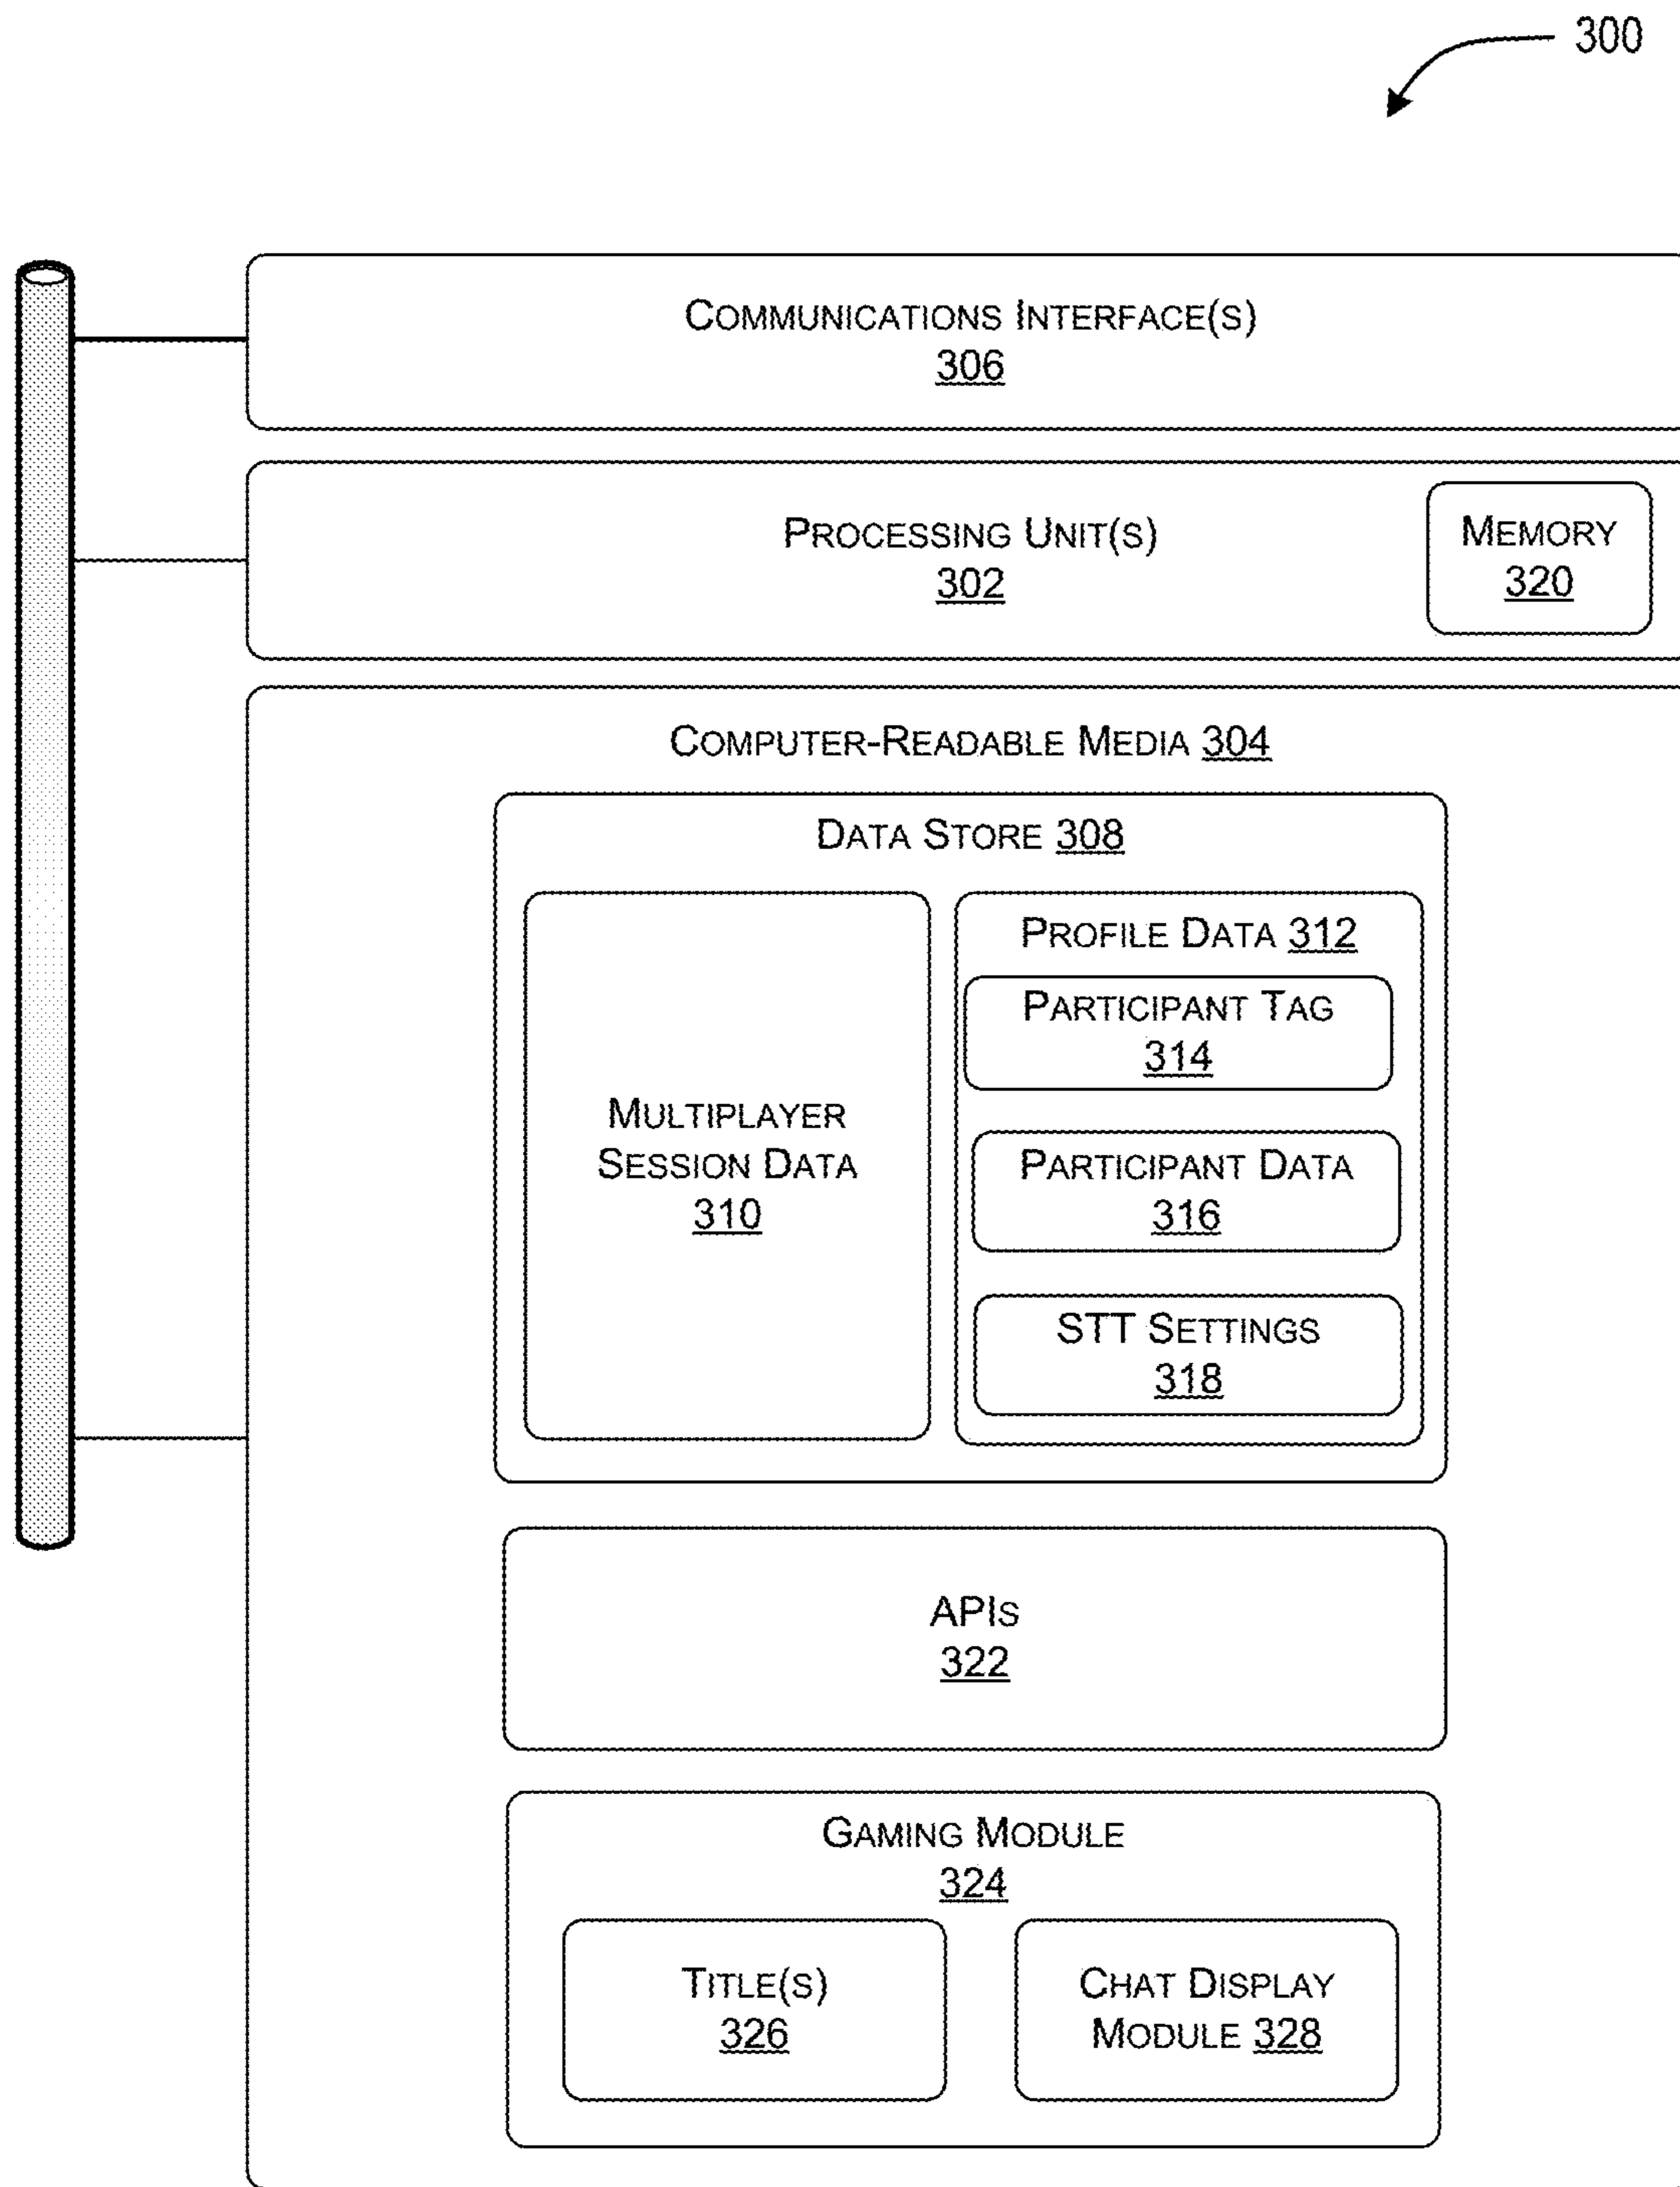 300
COMMUNICATIONS INTERFACE(S)
306
PROCESSING UNIT(S)
302
MEMORY
320
COMPUTER-READABLE MEDIA 304
DATA STORE 308
MULTIPLAYER
SESSION DATA
310
PROFILE DATA 312
PARTICIPANT TAG
314
PARTICIPANT DATA
316
STT SETTINGS
318
APIS
322
GAMING MODULE
324
TITLE(S)
326
CHAT DISPLAY
MODULE 328